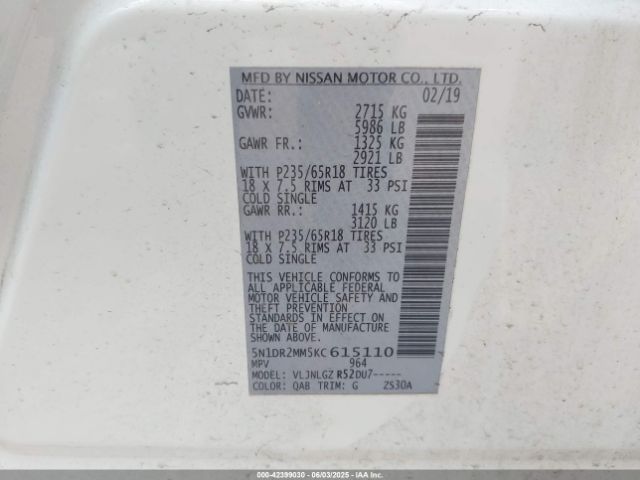 MFD BY NISSAN MOTOR CO., LTD.
DATE: 02/19
GVWR: 2715 KG
5986 LB
GAWR FR.: 1325 KG
2921 LB
WITH P235/65R18 TIRES
18 X 7.5 RIMS AT 33 PSI
COLD SINGLE
GAWR RR.: 1415 KG
3120 LB
WITH P235/65R18 TIRES
18 X 7.5 RIMS AT 33 PSI
COLD SINGLE
THIS VEHICLE CONFORMS TO
ALL APPLICABLE FEDERAL
MOTOR VEHICLE SAFETY AND
THEFT PREVENTION
STANDARDS IN EFFECT ON
THE DATE OF MANUFACTURE
SHOWN ABOVE.
5N1DR2MM5KC615110
MPV 964
MODEL: VLJNLGZ R52DU7-----
COLOR: QAB TRIM: G ZS30A
000-42399030 - 06/03/2025 - IAAI.COM